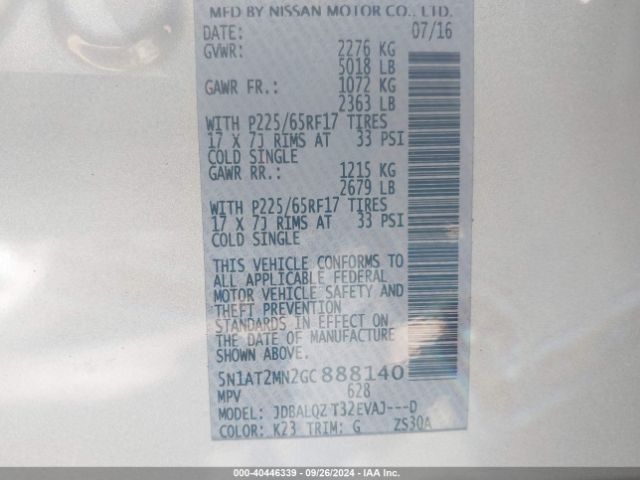 MFD BY NISSAN MOTOR CO., LTD.
DATE: 07/16
GVWR: 2276 KG
5018 LB
GAWR FR.: 1072 KG
2363 LB
WITH P225/65RF17 TIRES
17 X 7J RIMS AT 33 PSI
COLD SINGLE
GAWR RR.: 1215 KG
2679 LB
WITH P225/65RF17 TIRES
17 X 7J RIMS AT 33 PSI
COLD SINGLE
THIS VEHICLE CONFORMS TO
ALL APPLICABLE FEDERAL
MOTOR VEHICLE SAFETY AND
THEFT PREVENTION
STANDARDS IN EFFECT ON
THE DATE OF MANUFACTURE
SHOWN ABOVE.
5N1AT2MN2GC888140
MPV 628
MODEL: JDBALQZ T32EVAJ---D
COLOR: K23 TRIM: G ZS30A
000-40446339 / 09/26/2024 / IAAI.COM